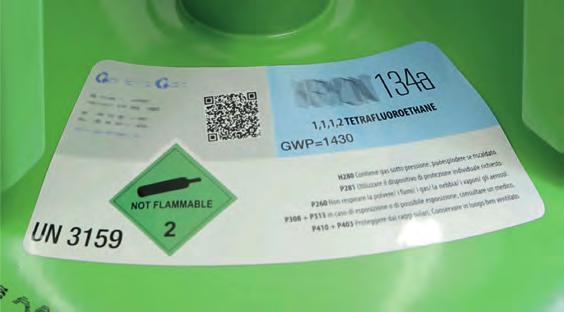 134a
1,1,1,2 TETRAFLUOROETHANE
GWP=1430
H280 Contiene gas sotto pressione, può esplodere se riscaldato.
P281 Utilizzare il dispositivo di protezione individuale richiesto.
P260 Non respirare la polvere/ i fumi/ i gas/ la nebbia/ i vapori/ gli aerosol.
P308 + P313 in caso di esposizione o di possibile esposizione, consultare un medico.
P410 + P403 Proteggere dai raggi solari. Conservare in luogo ben ventilato
NOT FLAMMABLE
2
UN 3159